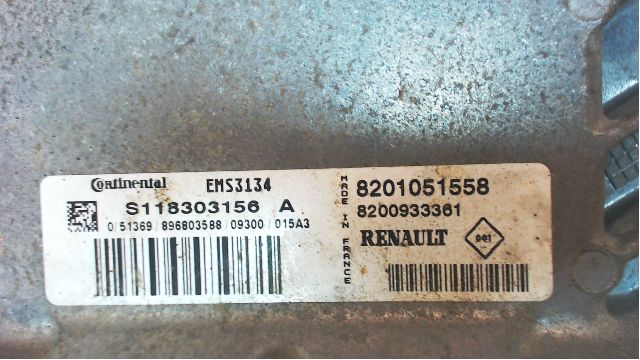 Continental EMS3134
S118303156 A
0 51369 896803588 09300 015A3
MADE IN FRANCE
8201051558
8200933361
RENAULT